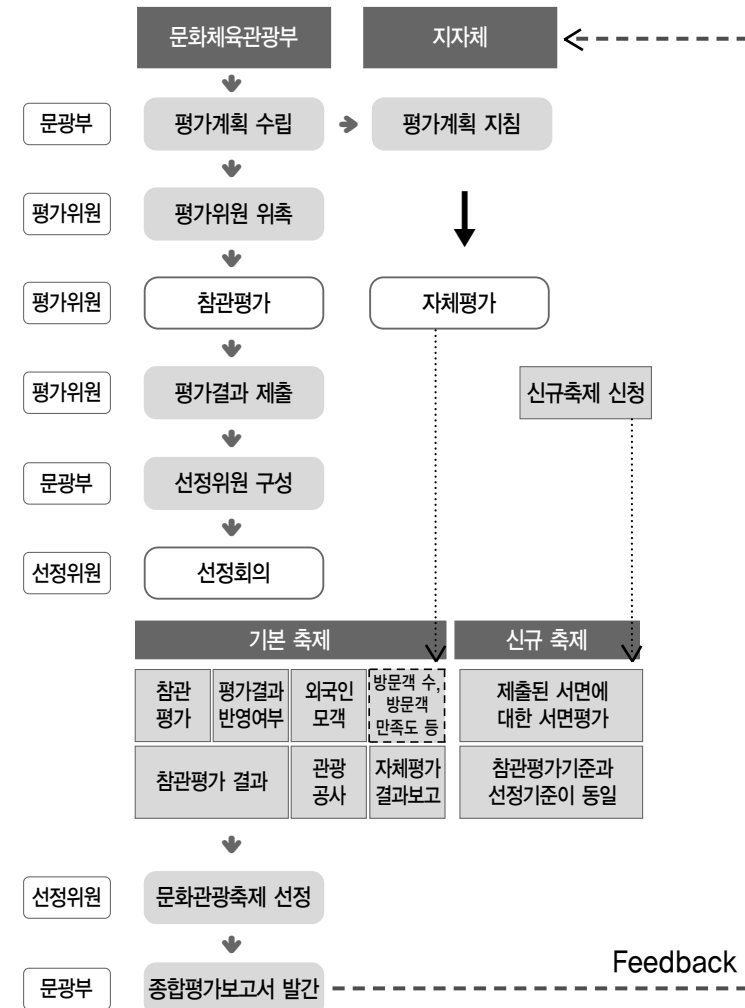 문화체육관광부
지자체
문광부
평가계획 수립
평가계획 지침
평가위원
평가위원 위촉
평가위원
참관평가
자체평가
평가위원
평가결과 제출
신규축제 신청
문광부
선정위원 구성
선정위원
선정회의
기본 축제
신규 축제
참관
평가
평가결과
반영여부
외국인
모객
방문객 수,
방문객
만족도 등
제출된 서면에
대한 서면평가
참관평가 결과
관광
공사
자체평가
결과보고
참관평가기준과
선정기준이 동일
선정위원
문화관광축제 선정
Feedback
문광부
종합평가보고서 발간